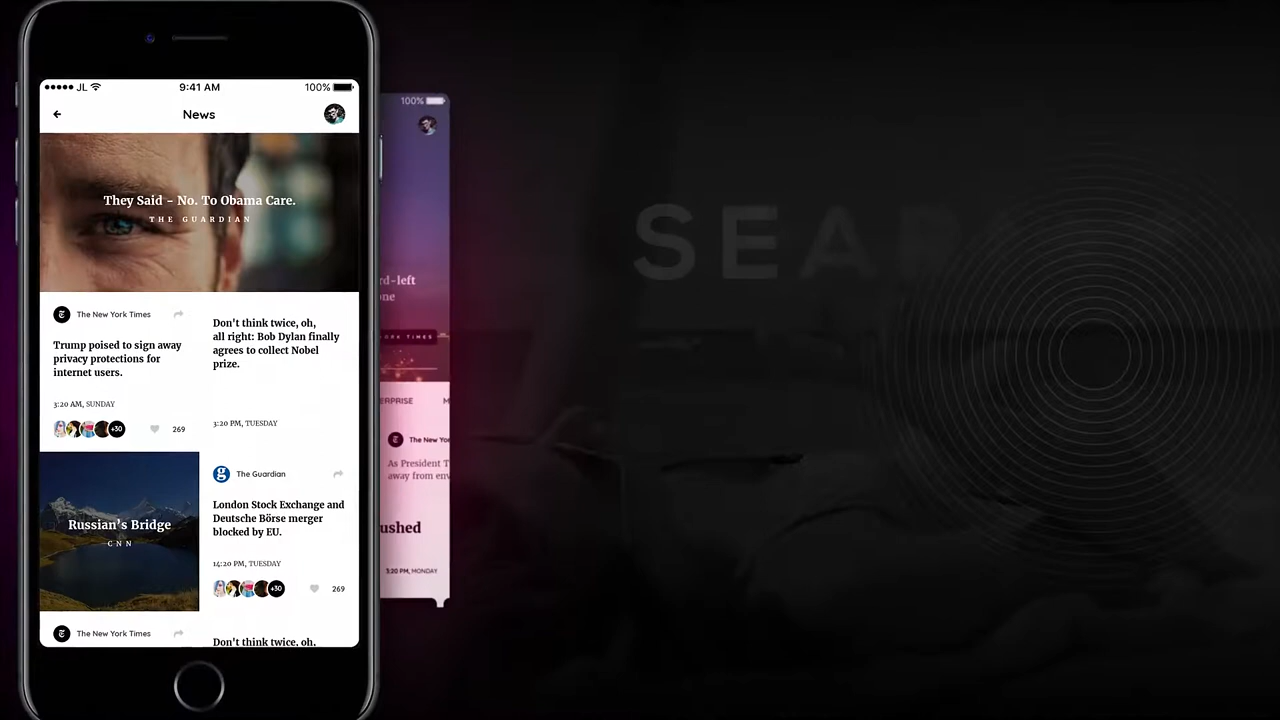 JL
9:41 AM
100%
News
They Said - No. To Obama Care.
THE GUARDIAN
The New York Times
Trump poised to sign away
privacy protections for
internet users.
3:20 AM, SUNDAY
+30
269
Don't think twice, oh,
all right: Bob Dylan finally
agrees to collect Nobel
prize.
3:20 PM, TUESDAY
Russian's Bridge
CNN
The Guardian
London Stock Exchange and
Deutsche Börse merger
blocked by EU.
14:20 PM, TUESDAY
+30
269
The New York Times
Don't think twice, oh,
100%
rd-left
one
ORK TIMES
ERPRISE
M
The New Yor
As President T
away from env
ushed
3:20 PM, MONDAY
SEAR